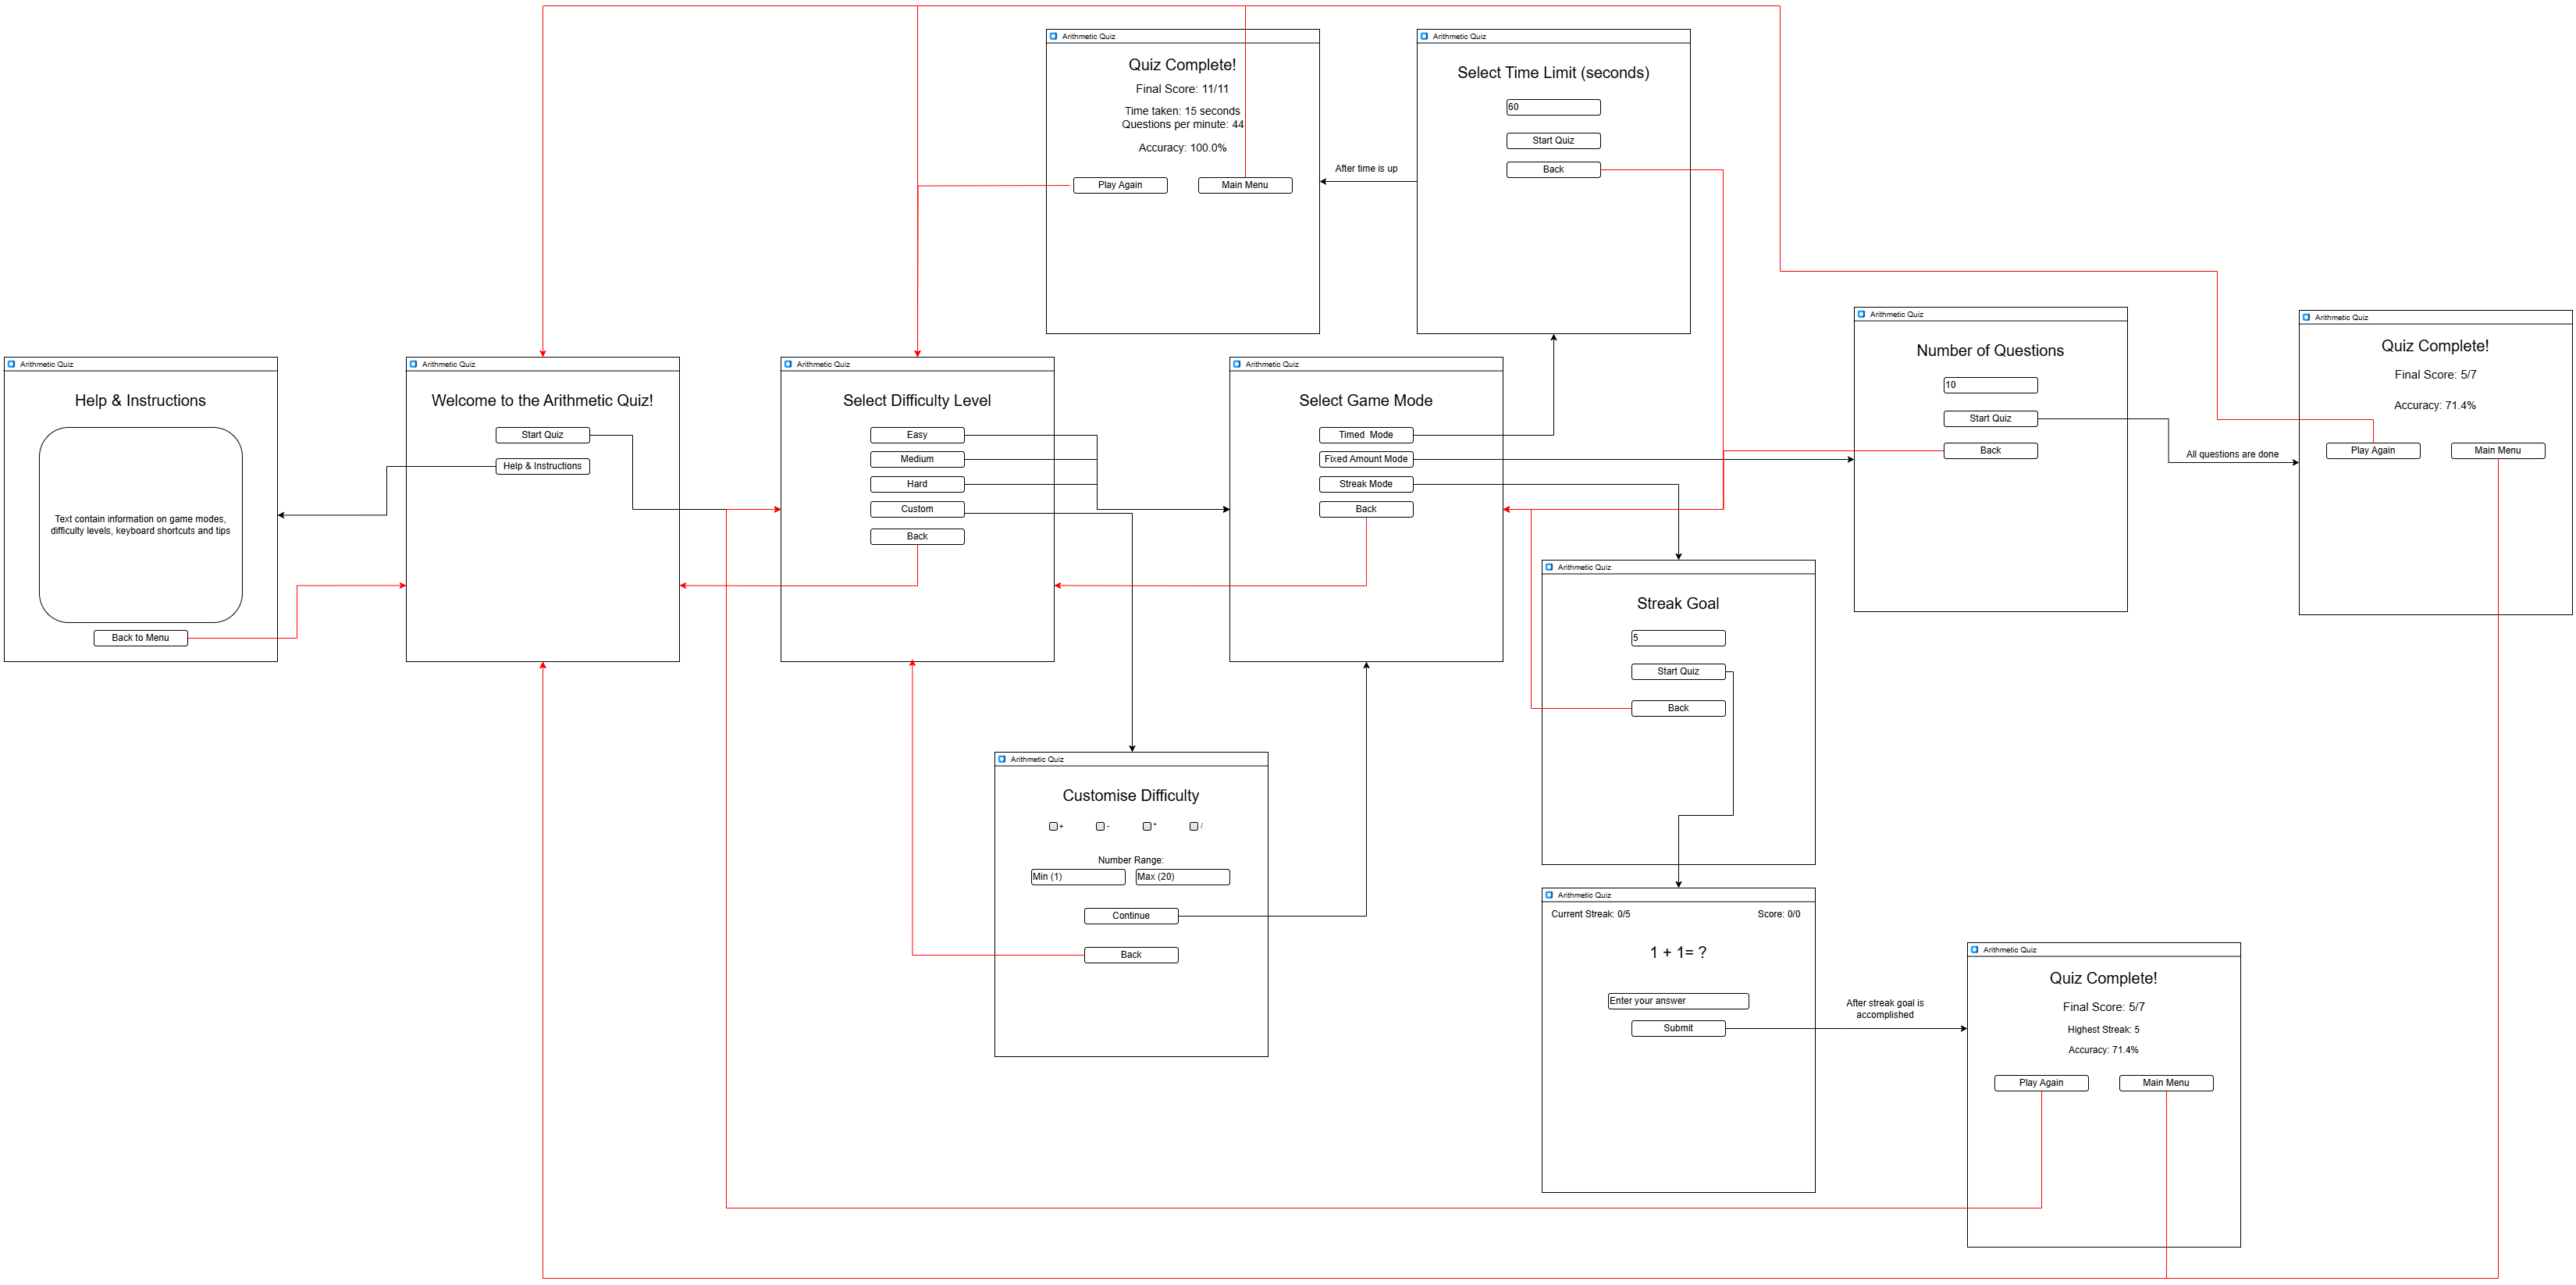 Arithmetic Quiz
Quiz Complete!
Final Score: 11/11
Time taken: 15 seconds
Questions per minute: 44
Accuracy: 100.0%
Play Again
Main Menu
After time is up
Arithmetic Quiz
Select Time Limit (seconds)
60
Start Quiz
Back
Arithmetic Quiz
Help & Instructions
Text contain information on game modes,
difficulty levels, keyboard shortcuts and tips
Back to Menu
Arithmetic Quiz
Welcome to the Arithmetic Quiz!
Start Quiz
Help & Instructions
Arithmetic Quiz
Select Difficulty Level
Easy
Medium
Hard
Custom
Back
Arithmetic Quiz
Select Game Mode
Timed Mode
Fixed Amount Mode
Streak Mode
Back
Arithmetic Quiz
Number of Questions
10
Start Quiz
Back
All questions are done
Arithmetic Quiz
Quiz Complete!
Final Score: 5/7
Accuracy: 71.4%
Play Again
Main Menu
Arithmetic Quiz
Streak Goal
5
Start Quiz
Back
Arithmetic Quiz
Customise Difficulty
+ - * /
Number Range:
Min (1)
Max (20)
Continue
Back
Arithmetic Quiz
Current Streak: 0/5
Score: 0/0
1 + 1= ?
Enter your answer
Submit
After streak goal is
accomplished
Arithmetic Quiz
Quiz Complete!
Final Score: 5/7
Highest Streak: 5
Accuracy: 71.4%
Play Again
Main Menu